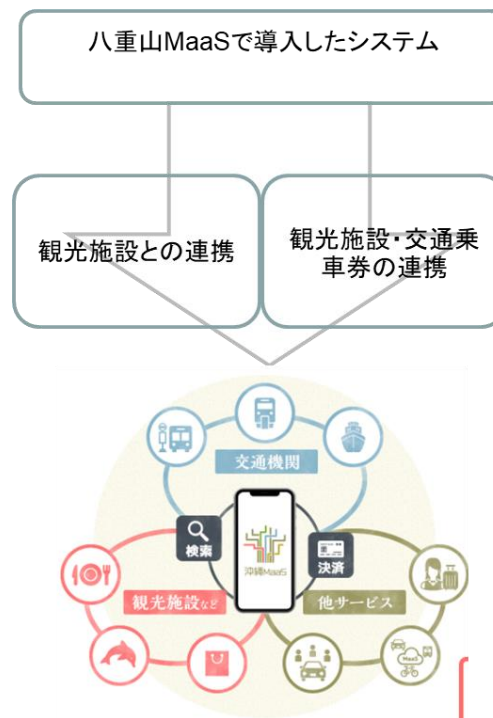 八重山MaaSで導入したシステム
観光施設との連携
観光施設・交通乗
車券の連携
交通機関
検索
沖縄MaaS
決済
観光施設など
他サービス
MaaS